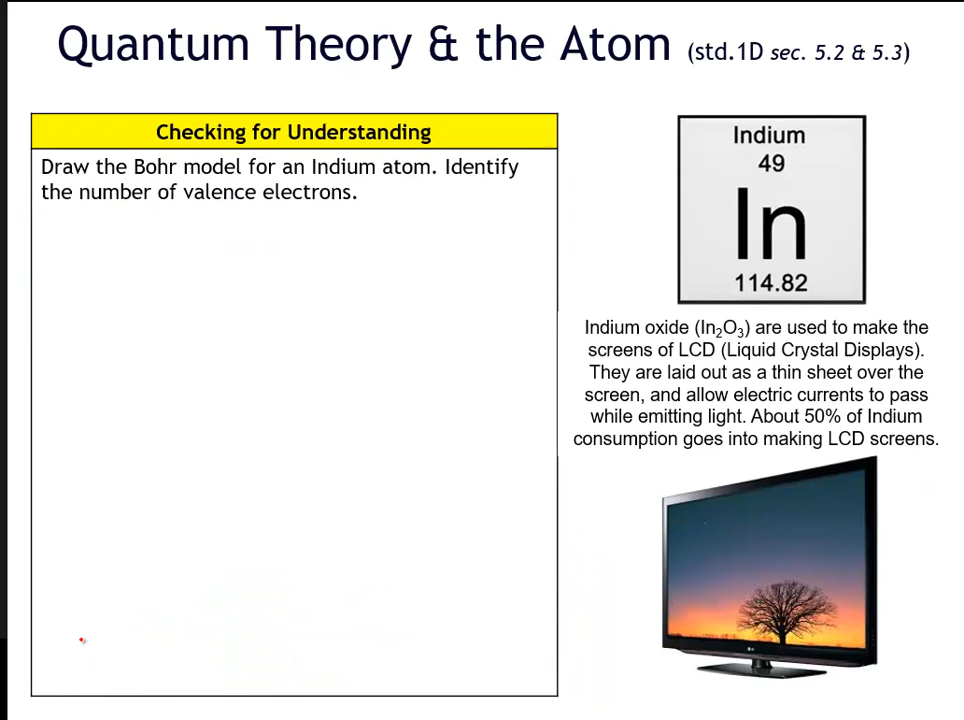 Quantum Theory & the Atom (std.1D sec. 5.2 & 5.3)
Checking for Understanding
Draw the Bohr model for an Indium atom. Identify
the number of valence electrons.
Indium
49
In
114.82
Indium oxide (In₂O₃) are used to make the
screens of LCD (Liquid Crystal Displays).
They are laid out as a thin sheet over the
screen, and allow electric currents to pass
while emitting light. About 50% of Indium
consumption goes into making LCD screens.